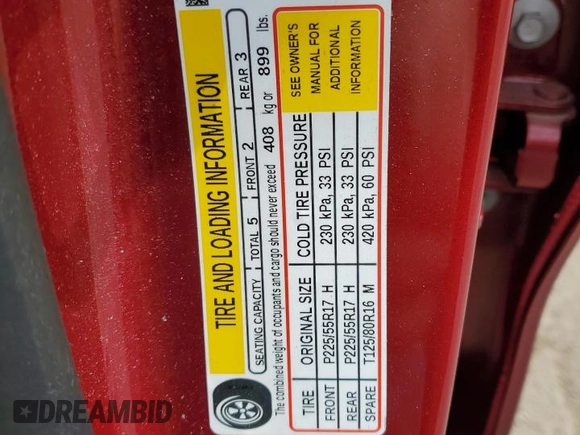 TIRE AND LOADING INFORMATION
SEATING CAPACITY TOTAL 5 FRONT 2 REAR 3
The combined weight of occupants and cargo should never exceed 408 kg or 899 lbs.
TIRE ORIGINAL SIZE COLD TIRE PRESSURE
FRONT P225/55R17 H 230 kPa, 33 PSI
REAR P225/55R17 H 230 kPa, 33 PSI
SPARE T125/80R16 M 420 kPa, 60 PSI
SEE OWNER'S
MANUAL FOR
ADDITIONAL
INFORMATION
DREAMBID